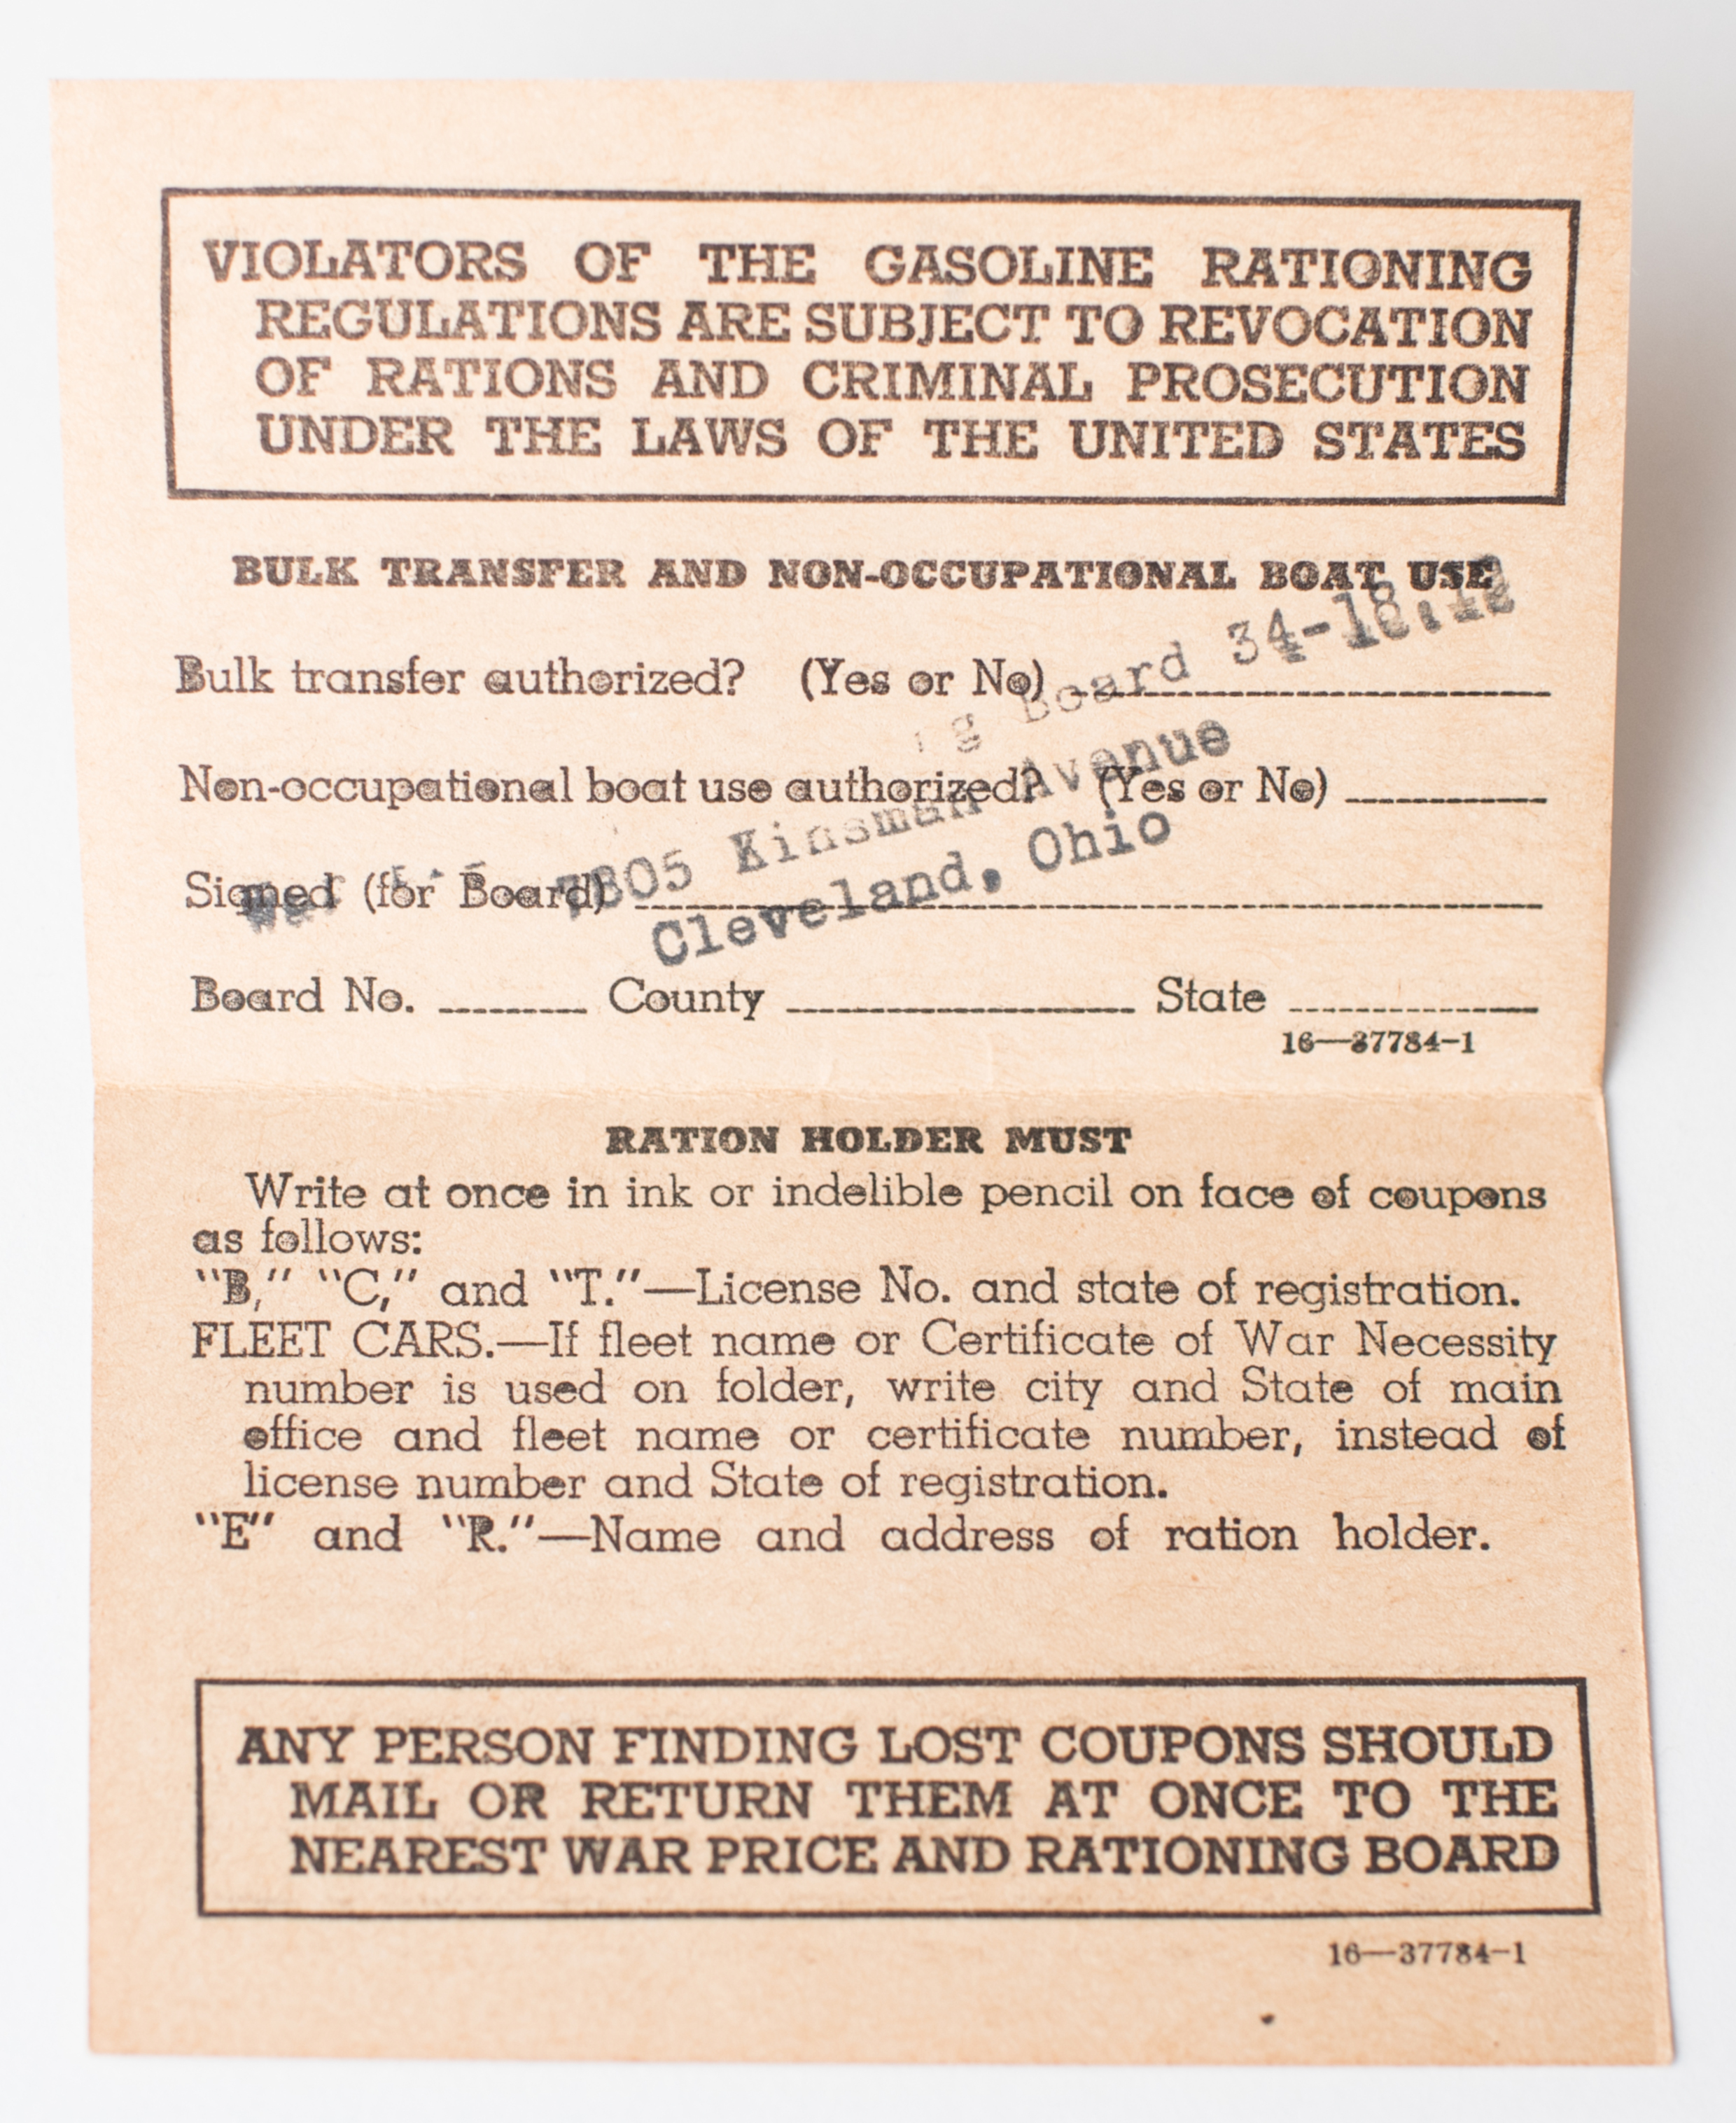 VIOLATORS OF THE GASOLINE RATIONING
REGULATIONS ARE SUBJECT TO REVOCATION
OF RATIONS AND CRIMINAL PROSECUTION
UNDER THE LAWS OF THE UNITED STATES
BULK TRANSFER AND NON-OCCUPATIONAL BOAT USE
Bulk transfer authorized? (Yes or No)
Board
Non-occupational boat use authorized? (Yes or No)
Kinsman Avenue
Signed (for Board)
Cleveland, Ohio
Board No. County State
16—37784-1
RATION HOLDER MUST
Write at once in ink or indelible pencil on face of coupons
as follows:
"B," "C," and "T."—License No. and state of registration.
FLEET CARS.—If fleet name or Certificate of War Necessity
number is used on folder, write city and State of main
office and fleet name or certificate number, instead of
license number and State of registration.
"E" and "R."—Name and address of ration holder.
ANY PERSON FINDING LOST COUPONS SHOULD
MAIL OR RETURN THEM AT ONCE TO THE
NEAREST WAR PRICE AND RATIONING BOARD
16—37784-1